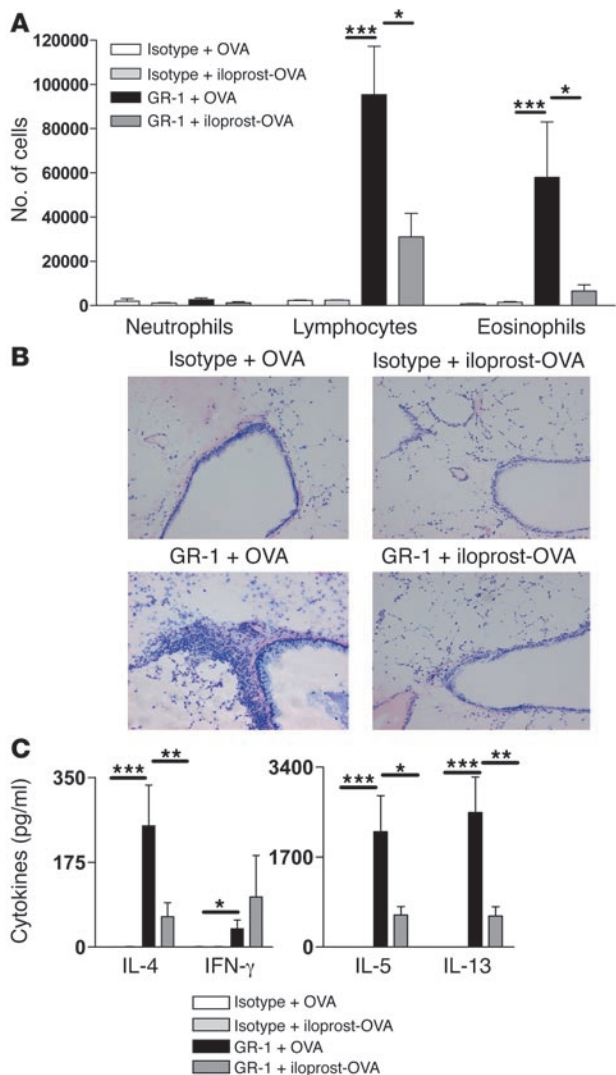 A
120000
100000
80000
60000
40000
20000
0
No. of cells
Isotype + OVA
Isotype + iloprost-OVA
GR-1 + OVA
GR-1 + iloprost-OVA
*** *
*** *
Neutrophils Lymphocytes Eosinophils
B
Isotype + OVA Isotype + iloprost-OVA
GR-1 + OVA GR-1 + iloprost-OVA
C
Cytokines (pg/ml)
350
175
0
*** **
*
IL-4 IFN-γ
3400
1700
0
*** *
*** **
IL-5 IL-13
Isotype + OVA
Isotype + iloprost-OVA
GR-1 + OVA
GR-1 + iloprost-OVA